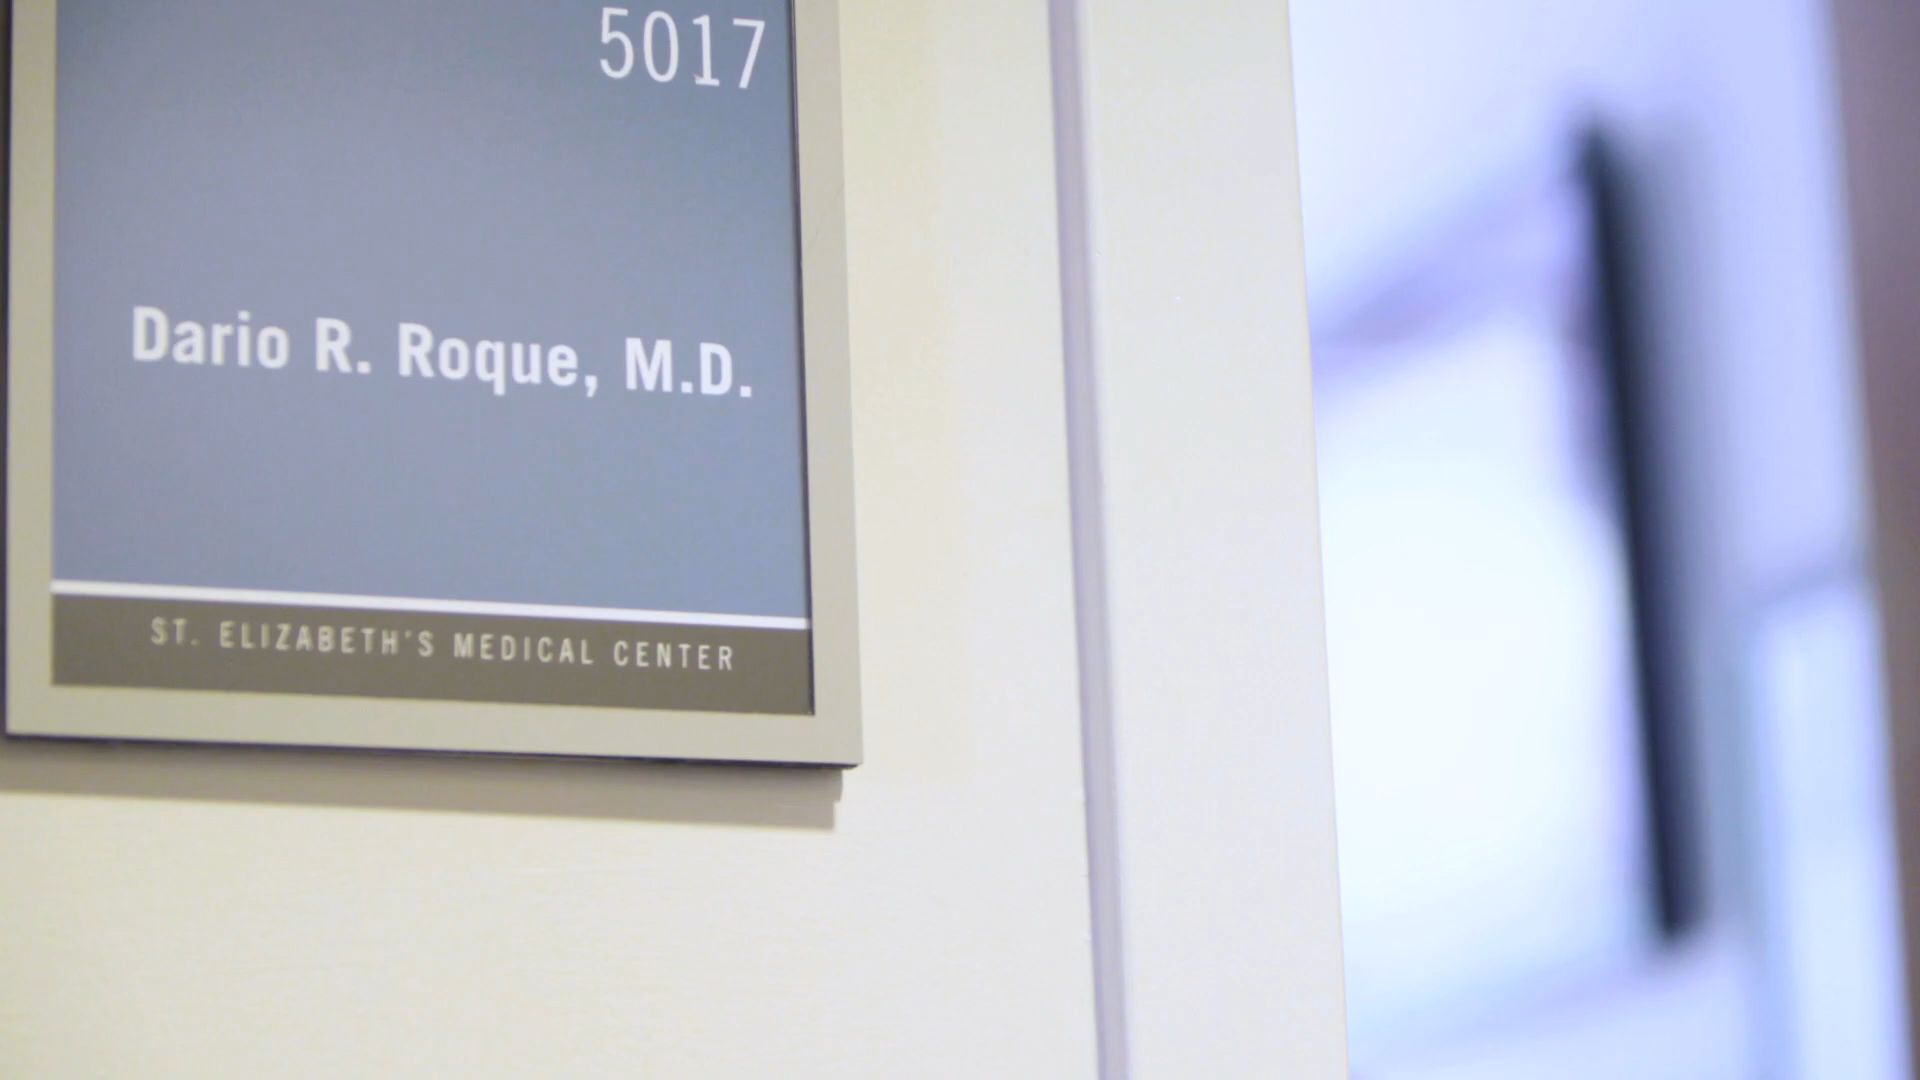 5017
Dario R. Roque, M.D.
ST. ELIZABETH'S MEDICAL CENTER